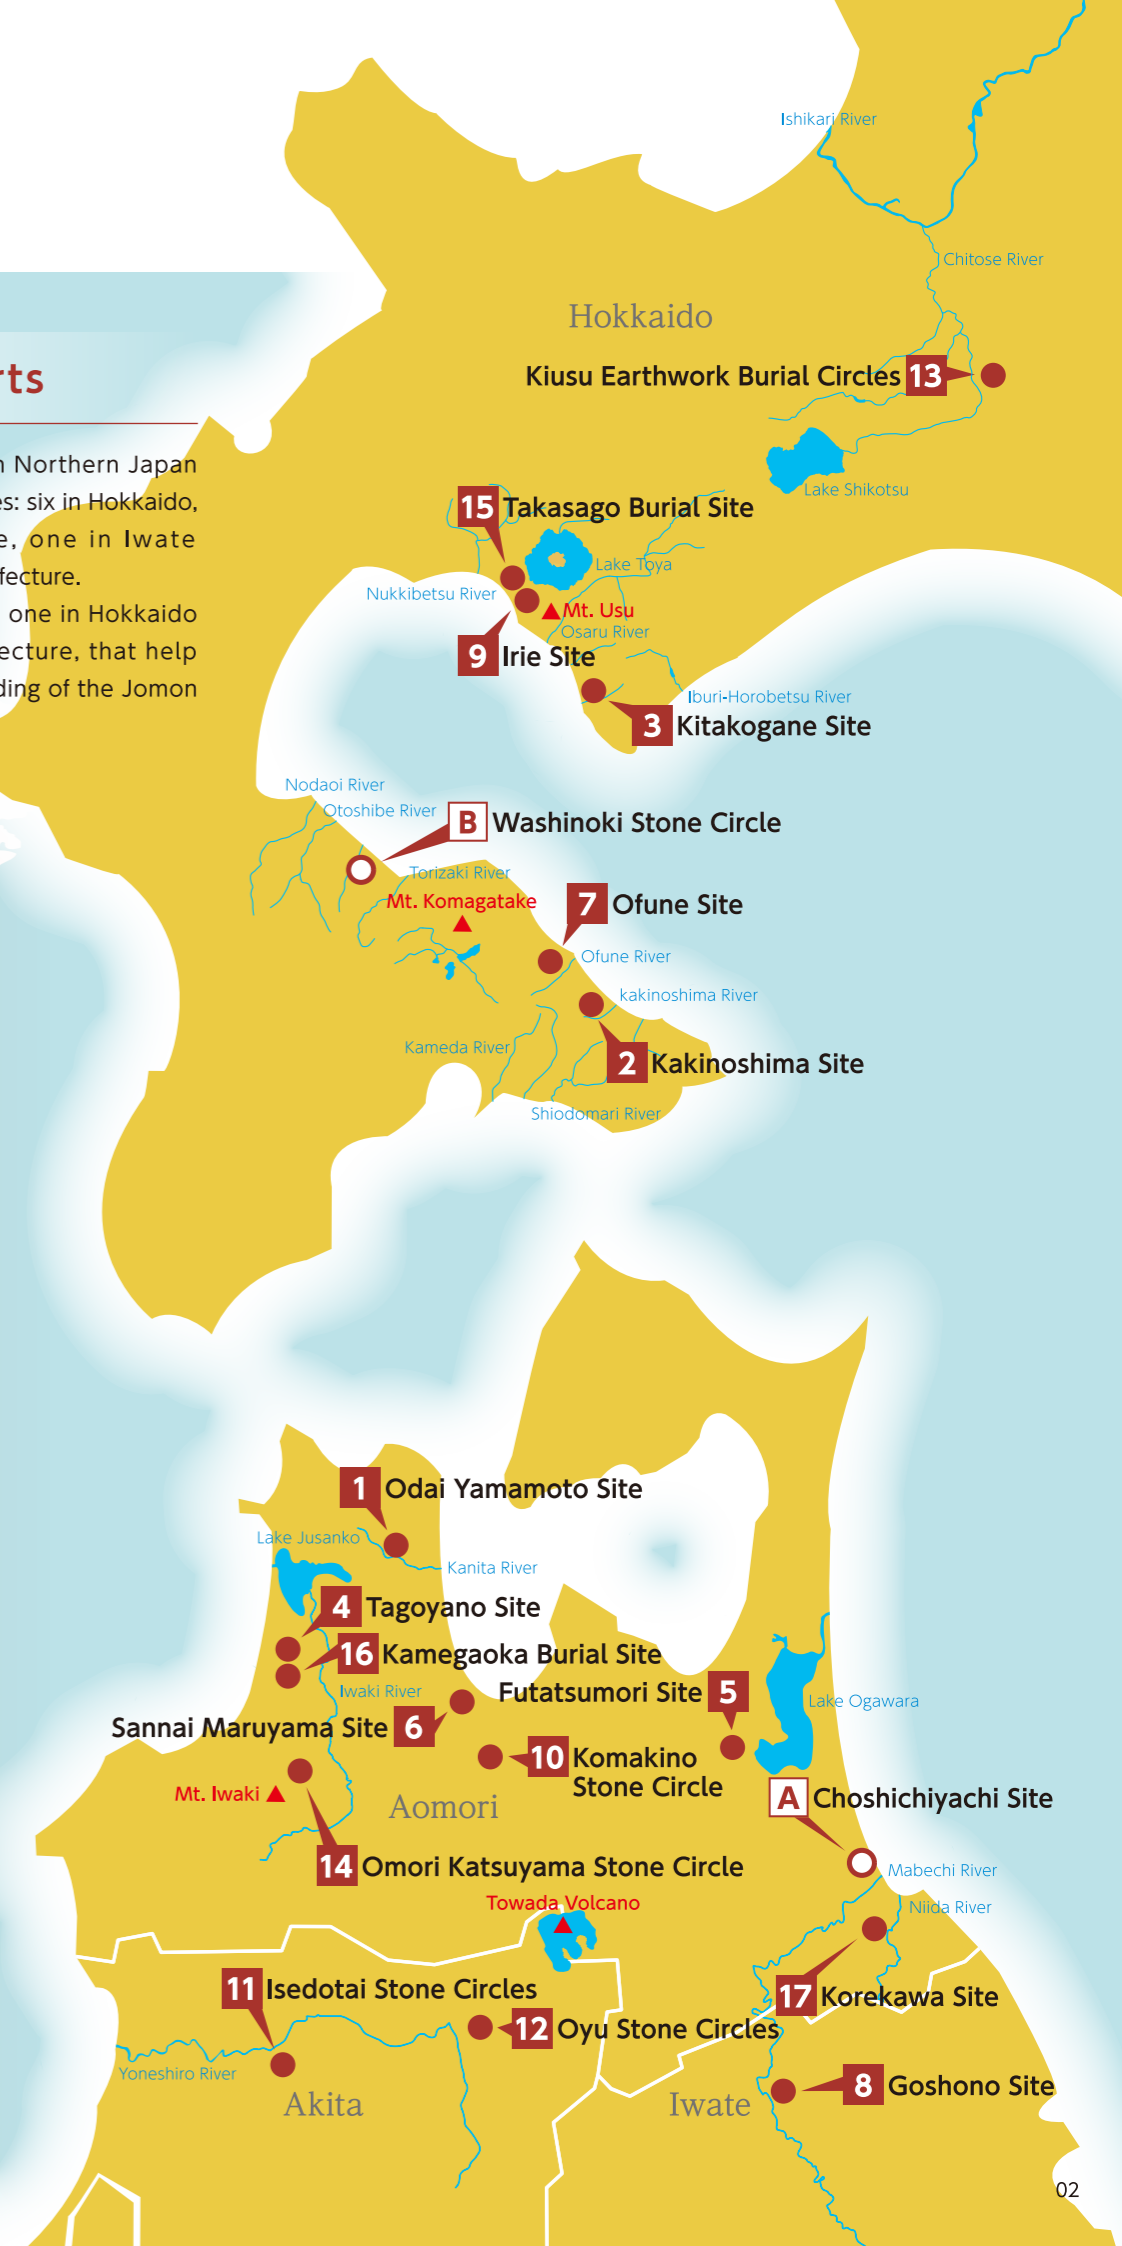 rts
n Northern Japan
es: six in Hokkaido,
e, one in Iwate
fecture.
one in Hokkaido
ecture, that help
ding of the Jomon
Ishikari River
Chitose River
Hokkaido
Kiusu Earthwork Burial Circles 13
Lake Shikotsu
15 Takasago Burial Site
Lake Toya
Nukkibetsu River
Mt. Usu
Osaru River
9 Irie Site
Iburi-Horobetsu River
3 Kitakogane Site
Nodaoi River
Otoshibe River
B Washinoki Stone Circle
Torizaki River
Mt. Komagatake
7 Ofune Site
Ofune River
kakinoshima River
Kameda River
2 Kakinoshima Site
Shiodomari River
1 Odai Yamamoto Site
Lake Jusanko
Kanita River
4 Tagoyano Site
16 Kamegaoka Burial Site
Iwaki River
Futatsumori Site 5
Lake Ogawara
Sannai Maruyama Site 6
10 Komakino
Stone Circle
Mt. Iwaki
Aomori
A Choshichiyachi Site
14 Omori Katsuyama Stone Circle
Mabechi River
Towada Volcano
Niida River
11 Isedotai Stone Circles
17 Korekawa Site
12 Oyu Stone Circles
Yoneshiro River
Akita
Iwate
8 Goshono Site
02